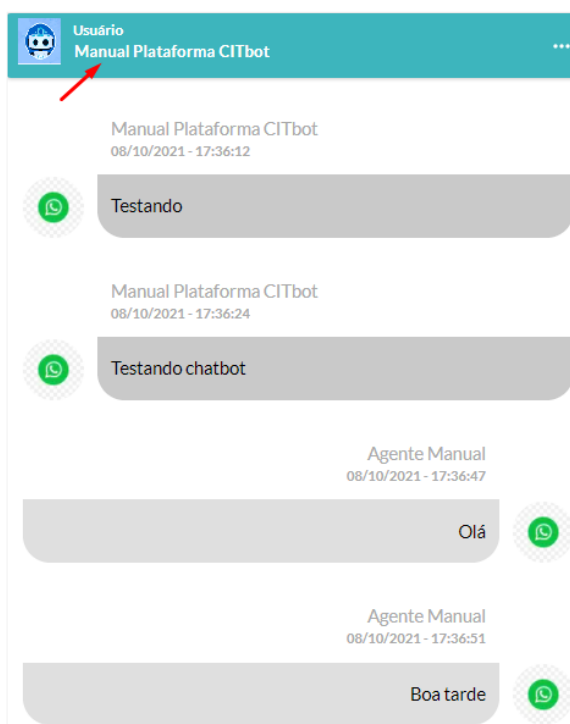 Usuário
Manual Plataforma CITbot
Manual Plataforma CITbot
08/10/2021 - 17:36:12
Testando
Manual Plataforma CITbot
08/10/2021 - 17:36:24
Testando chatbot
Agente Manual
08/10/2021 - 17:36:47
Olá
Agente Manual
08/10/2021 - 17:36:51
Boa tarde